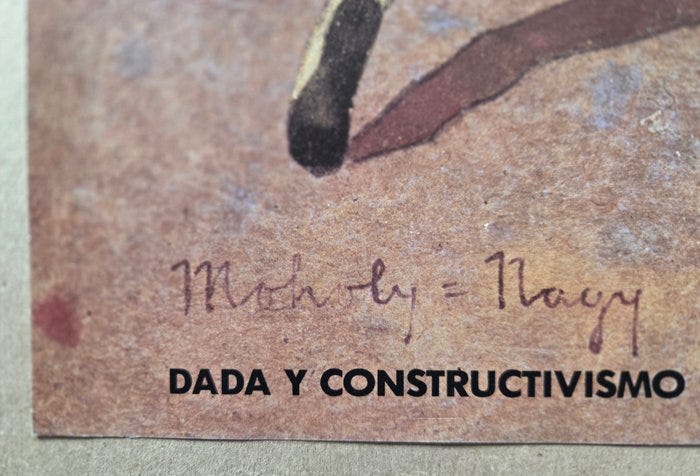 Moholy = Nagy
DADA Y CONSTRUCTIVISMO